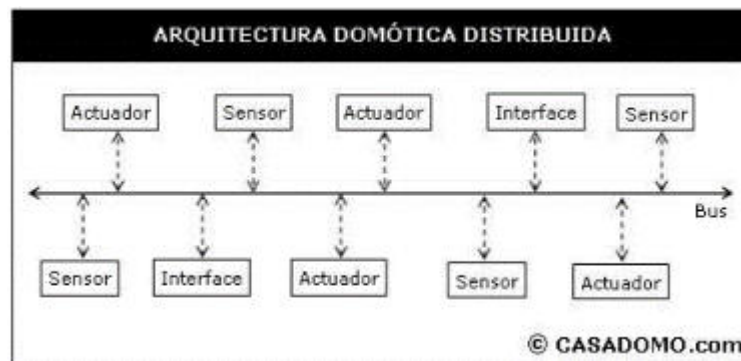 ARQUITECTURA DOMÓTICA DISTRIBUIDA
Actuador Sensor Actuador Interface Sensor
Bus
Sensor Interface Actuador Sensor Actuador
© CASADOMO.com